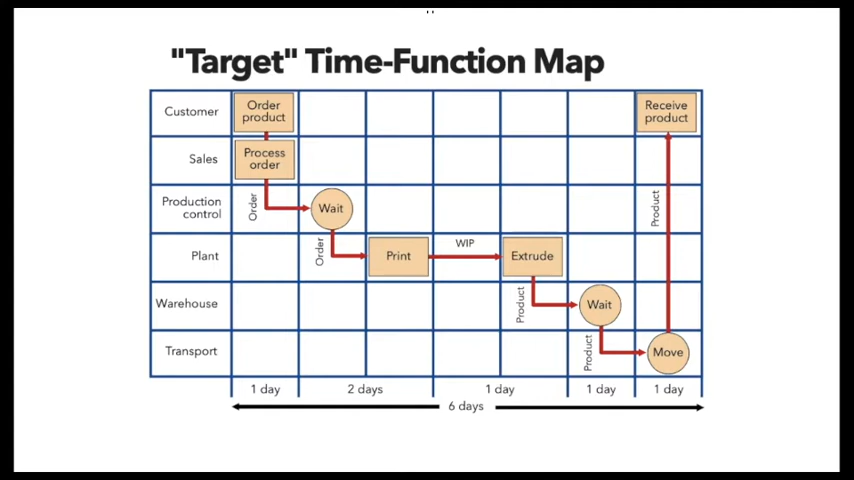 "Target" Time-Function Map
Customer
Order
product
Receive
product
Sales
Process
order
Production
control
Order
Wait
Product
Plant
Order
Print
WIP
Extrude
Warehouse
Product
Wait
Transport
Product
Move
1 day
2 days
1 day
1 day
1 day
6 days